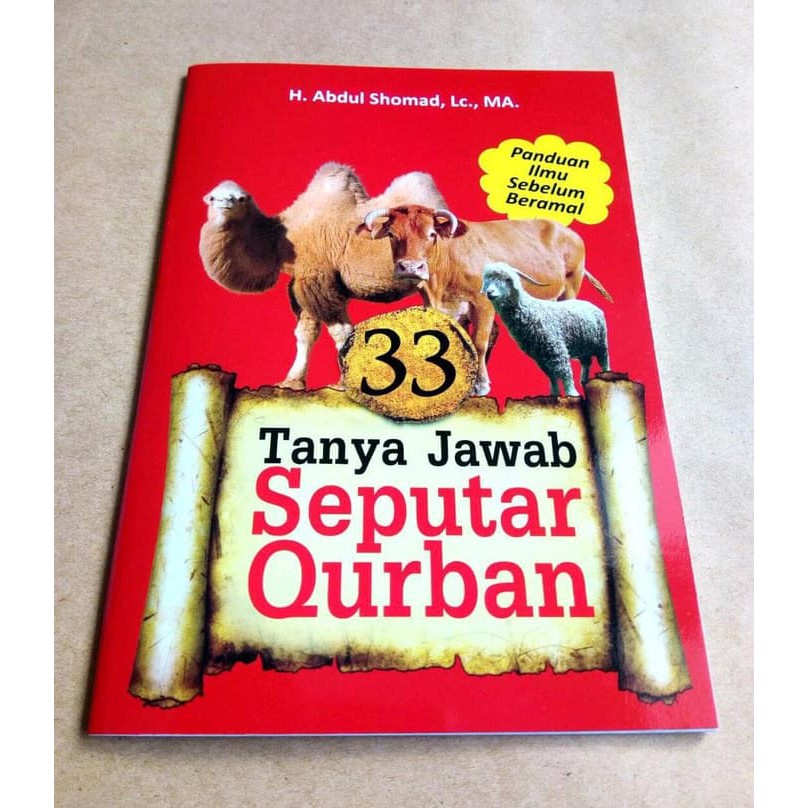 H. Abdul Shomad, Lc., MA.
Panduan
Ilmu
Sebelum
Beramal
33
Tanya Jawab
Seputar
Qurban